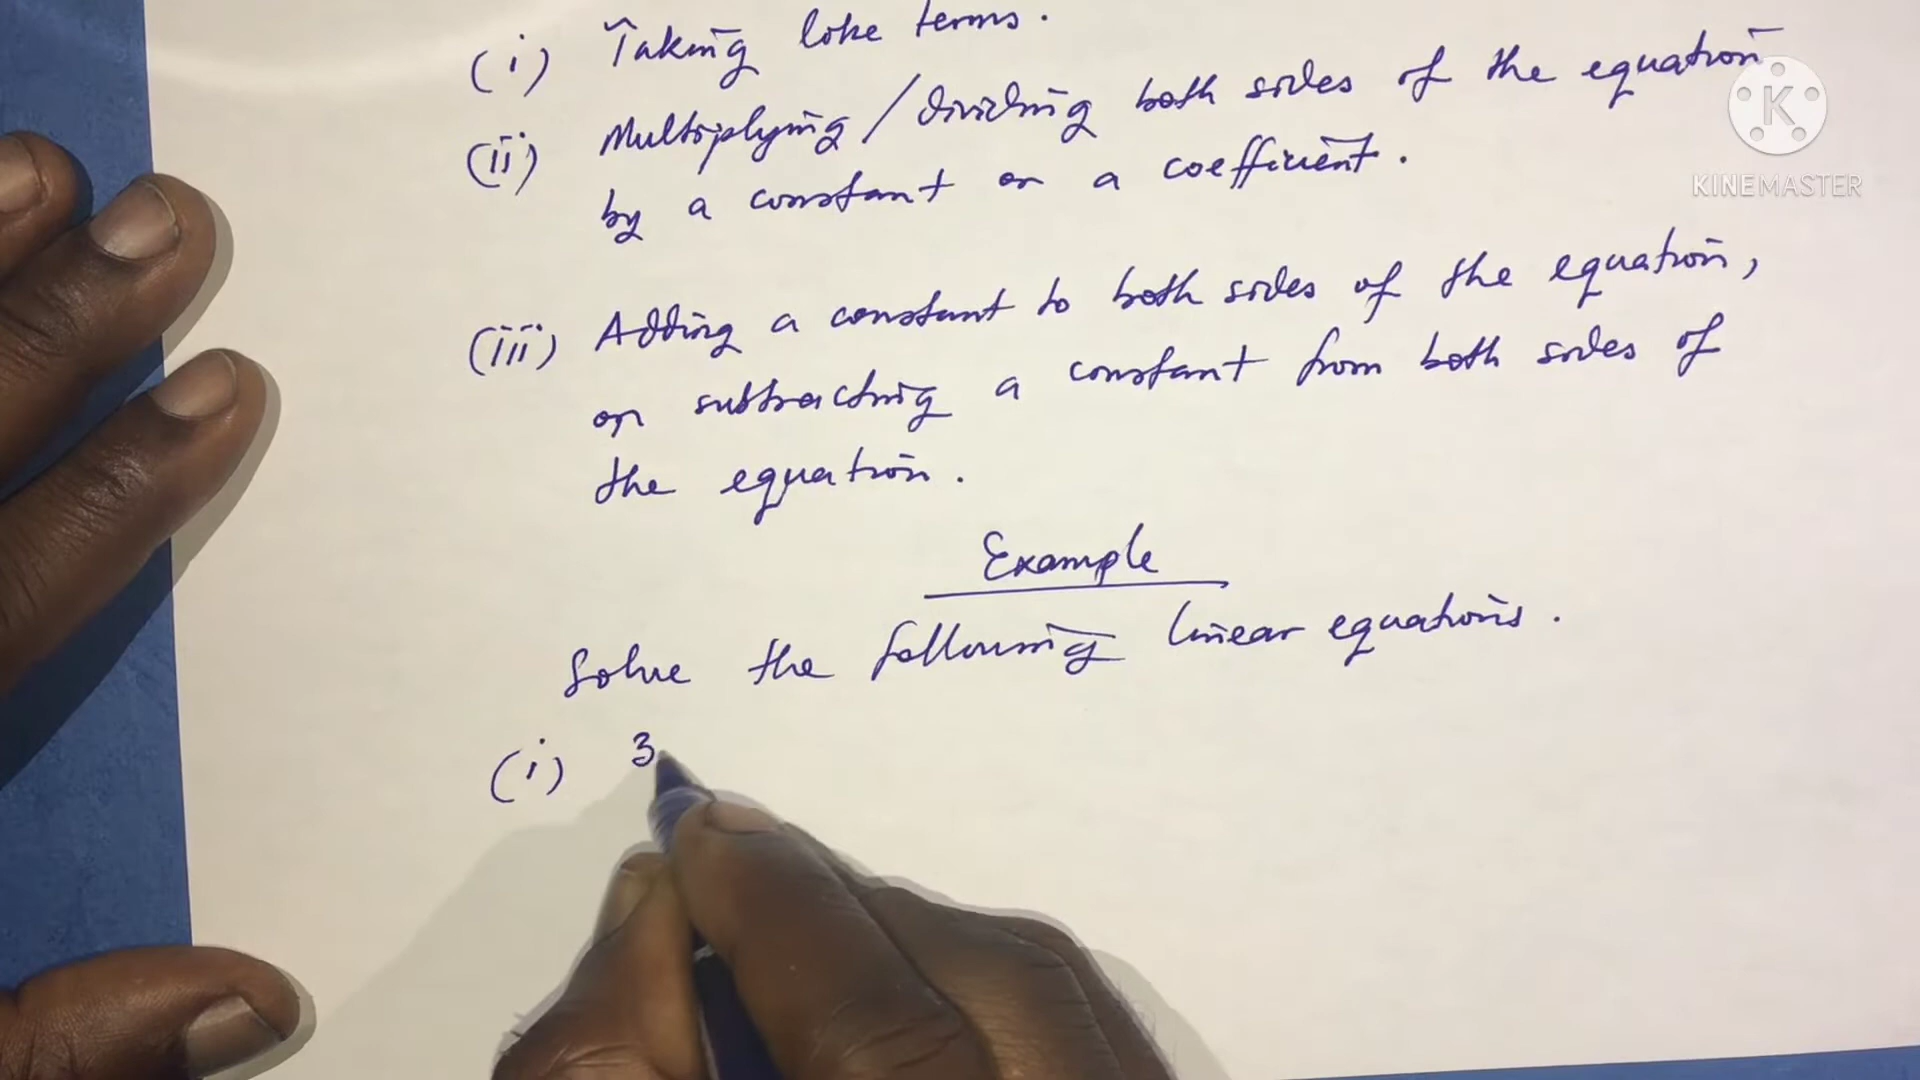 (i) Taking like terms.
(ii) Multiplying/dividing both sides of the equation
by a constant or a coefficient.
(iii) Adding a constant to both sides of the equation,
or subtracting a constant from both sides of
the equation.
Example
Solve the following linear equations.
(i) 3
K
KINEMASTER